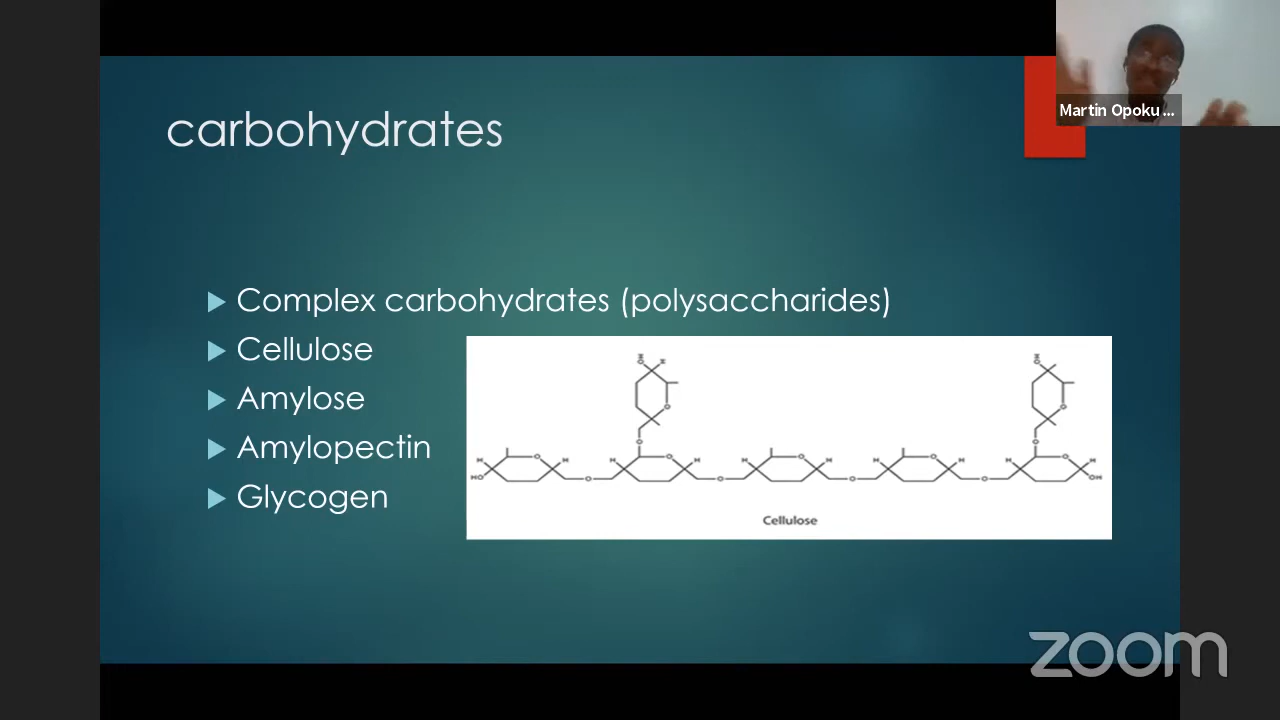 carbohydrates
Martin Opoku ...
Complex carbohydrates (polysaccharides)
Cellulose
Amylose
Amylopectin
Glycogen
Cellulose
zoom